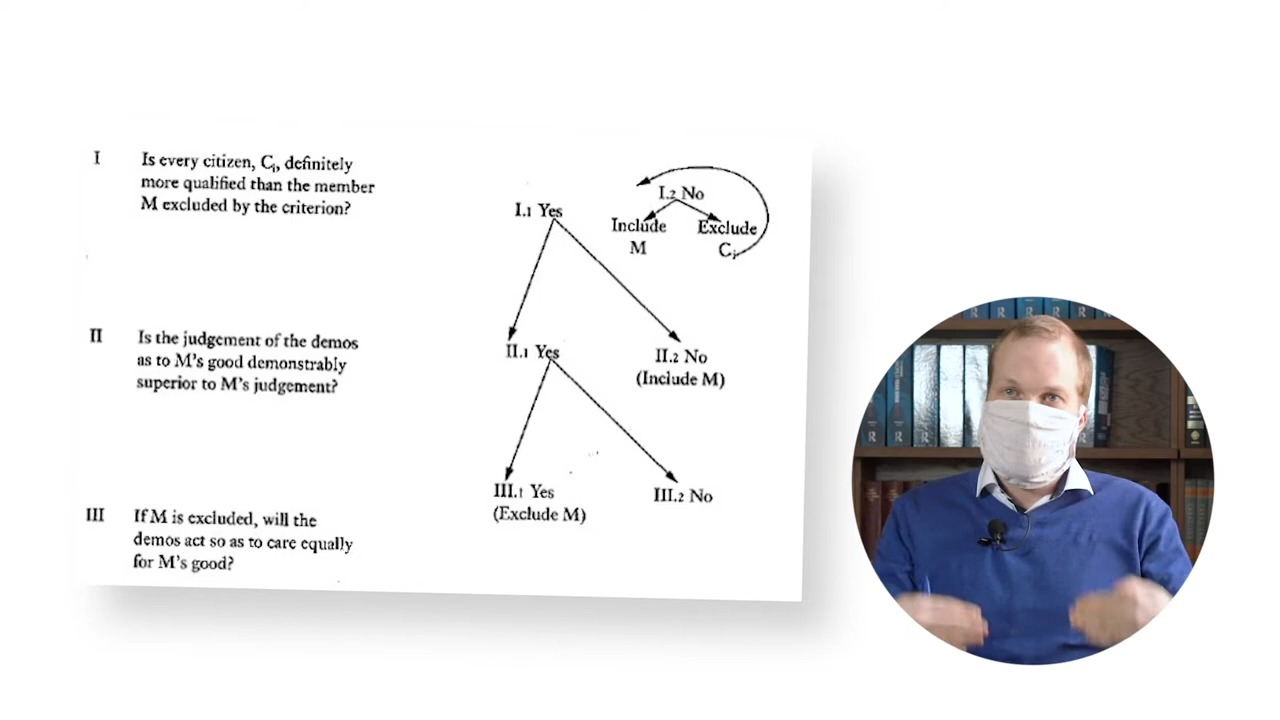 I Is every citizen, Ci, definitely
more qualified than the member
M excluded by the criterion?
I.1 Yes
I.2 No
Include
M
Exclude
Ci
II Is the judgement of the demos
as to M's good demonstrably
superior to M's judgement?
II.1 Yes
II.2 No
(Include M)
III If M is excluded, will the
demos act so as to care equally
for M's good?
III.1 Yes
(Exclude M)
III.2 No
R
R
R
R
R
R
R